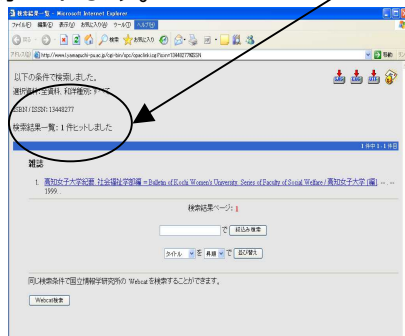 検索結果一覧 - Microsoft Internet Explorer
ファイル(F) 編集(E) 表示(V) お気に入り(A) ツール(T) ヘルプ(H)
検索 お気に入り
以下の条件で検索しました。
選択資料:全資料, 和洋種別:すべて
ISBN/ISSN:13448277
検索結果一覧: 1 件ヒットしました
1 件中 1 - 1 件目
雑誌
1. 高知女子大学紀要. 社会福祉学部編 = Bulletin of Kochi Women's University. Series of Faculty of Social Welfare / 高知女子大学 [編] -- . --
1999.
検索結果ページ: 1
で 絞込み検索
タイトル を 昇順 で 並び替え
同じ検索条件で国立情報学研究所の Webcat を検索することができます。
Webcat検索